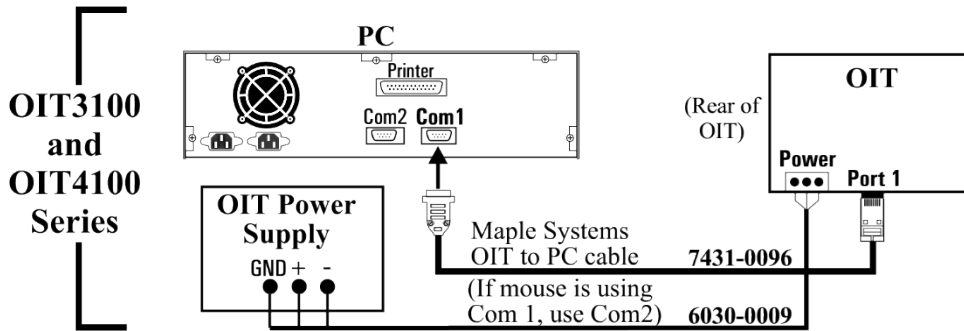 OIT3100
and
OIT4100
Series
PC
Printer
Com2 Com1
OIT Power
Supply
GND + -
OIT
(Rear of
OIT)
Power
Port 1
Maple Systems
OIT to PC cable 7431-0096
(If mouse is using
Com 1, use Com2) 6030-0009